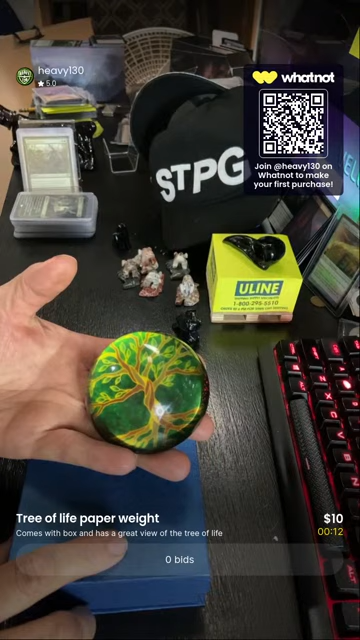 heavy130
★ 5.0
whatnot
Join @heavy130 on
Whatnot to make
your first purchase!
STPG
ULINE
1-800-295-5510
Tree of life paper weight
$10
Comes with box and has a great view of the tree of life
00:12
0 bids